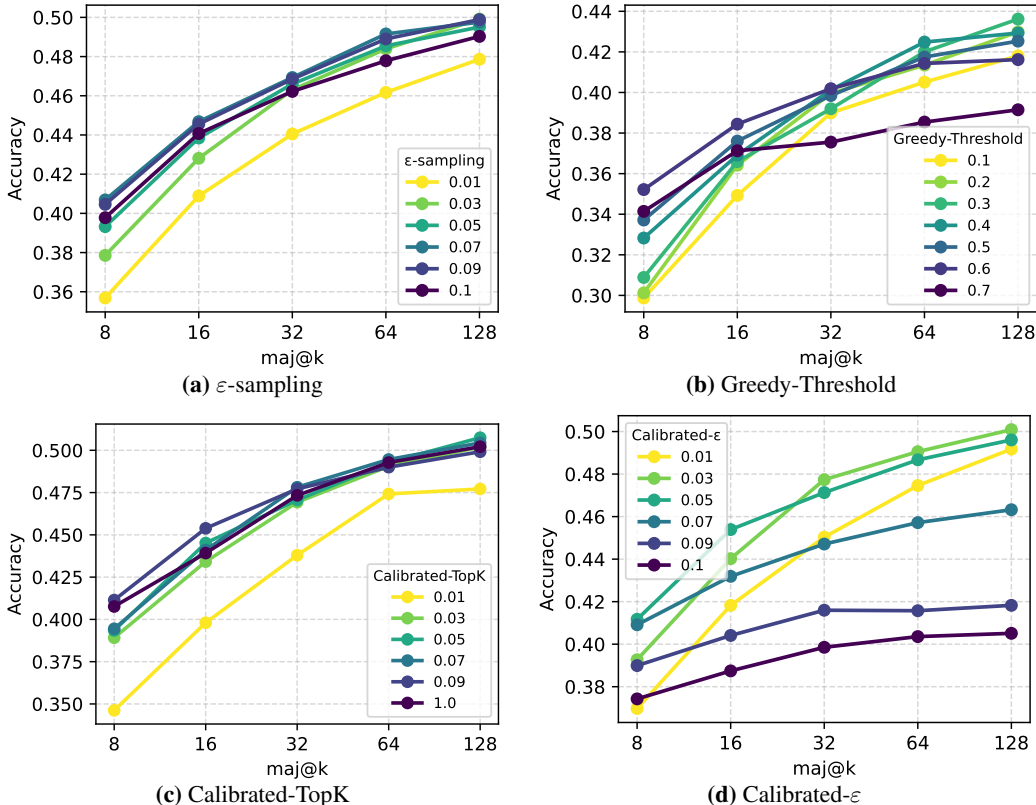 0.50
0.48
0.46
0.44
0.42
0.40
0.38
0.36
Accuracy
ε-sampling
0.01
0.03
0.05
0.07
0.09
0.1
8 16 32 64 128
maj@k
(a) ε-sampling
0.44
0.42
0.40
0.38
0.36
0.34
0.32
0.30
Accuracy
Greedy-Threshold
0.1
0.2
0.3
0.4
0.5
0.6
0.7
8 16 32 64 128
maj@k
(b) Greedy-Threshold
0.500
0.475
0.450
0.425
0.400
0.375
0.350
Accuracy
Calibrated-TopK
0.01
0.03
0.05
0.07
0.09
1.0
8 16 32 64 128
maj@k
(c) Calibrated-TopK
0.50
0.48
0.46
0.44
0.42
0.40
0.38
Accuracy
Calibrated-ε
0.01
0.03
0.05
0.07
0.09
0.1
8 16 32 64 128
maj@k
(d) Calibrated-ε